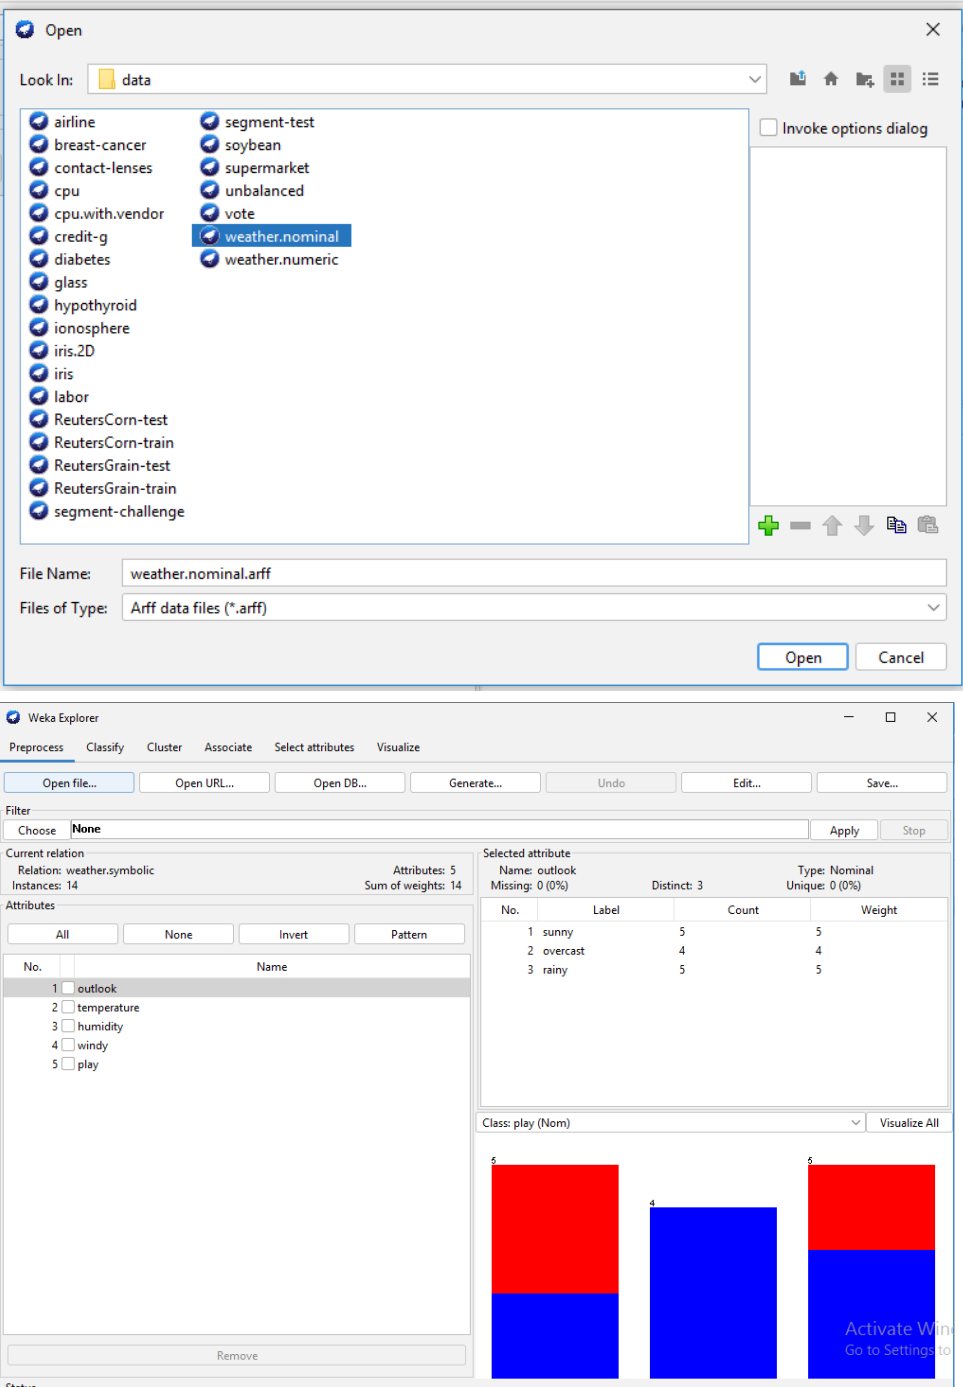 Open
Look In: data
airline
breast-cancer
contact-lenses
cpu
cpu.with.vendor
credit-g
diabetes
glass
hypothyroid
ionosphere
iris.2D
iris
labor
ReutersCorn-test
ReutersCorn-train
ReutersGrain-test
ReutersGrain-train
segment-challenge
segment-test
soybean
supermarket
unbalanced
vote
weather.nominal
weather.numeric
Invoke options dialog
File Name: weather.nominal.arff
Files of Type: Arff data files (*.arff)
Open Cancel
Weka Explorer
Preprocess Classify Cluster Associate Select attributes Visualize
Open file... Open URL... Open DB... Generate... Undo Edit... Save...
Filter
Choose None Apply Stop
Current relation
Relation: weather.symbolic Attributes: 5
Instances: 14 Sum of weights: 14
Attributes
All None Invert Pattern
No. Name
1 outlook
2 temperature
3 humidity
4 windy
5 play
Remove
Selected attribute
Name: outlook Type: Nominal
Missing: 0 (0%) Distinct: 3 Unique: 0 (0%)
No. Label Count Weight
1 sunny 5 5
2 overcast 4 4
3 rainy 5 5
Class: play (Nom) Visualize All
5 4 5
Activate Win
Go to Settings to
Status